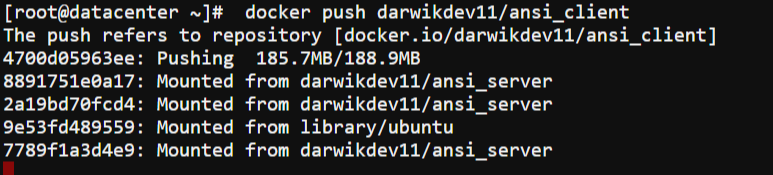 [root@datacenter ~]#  docker push darwikdev11/ansi_client
The push refers to repository [docker.io/darwikdev11/ansi_client]
4700d05963ee: Pushing  185.7MB/188.9MB
8891751e0a17: Mounted from darwikdev11/ansi_server
2a19bd70fcd4: Mounted from darwikdev11/ansi_server
9e53fd489559: Mounted from library/ubuntu
7789f1a3d4e9: Mounted from darwikdev11/ansi_server